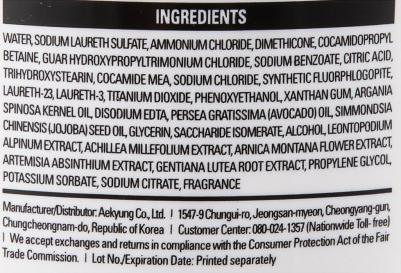 INGREDIENTS
WATER, SODIUM LAURETH SULFATE, AMMONIUM CHLORIDE, DIMETHICONE, COCAMIDOPROPYL
BETAINE, GUAR HYDROXYPROPYLTRIMONIUM CHLORIDE, SODIUM BENZOATE, CITRIC ACID,
TRIHYDROXYSTEARIN, COCAMIDE MEA, SODIUM CHLORIDE, SYNTHETIC FLUORPHLOGOPITE,
LAURETH-23, LAURETH-3, TITANIUM DIOXIDE, PHENOXYETHANOL, XANTHAN GUM, ARGANIA
SPINOSA KERNEL OIL, DISODIUM EDTA, PERSEA GRATISSIMA (AVOCADO) OIL, SIMMONDSIA
CHINENSIS (JOJOBA) SEED OIL, GLYCERIN, SACCHARIDE ISOMERATE, ALCOHOL, LEONTOPODIUM
ALPINUM EXTRACT, ACHILLEA MILLEFOLIUM EXTRACT, ARNICA MONTANA FLOWER EXTRACT,
ARTEMISIA ABSINTHIUM EXTRACT, GENTIANA LUTEA ROOT EXTRACT, PROPYLENE GLYCOL,
POTASSIUM SORBATE, SODIUM CITRATE, FRAGRANCE
Manufacturer/Distributor: Aekyung Co., Ltd. | 1547-9 Chungui-ro, Jeongsan-myeon, Cheongyang-gun,
Chungcheongnam-do, Republic of Korea | Customer Center: 080-024-1357 (Nationwide Toll- free)
| We accept exchanges and returns in compliance with the Consumer Protection Act of the Fair
Trade Commission. | Lot No./Expiration Date: Printed separately